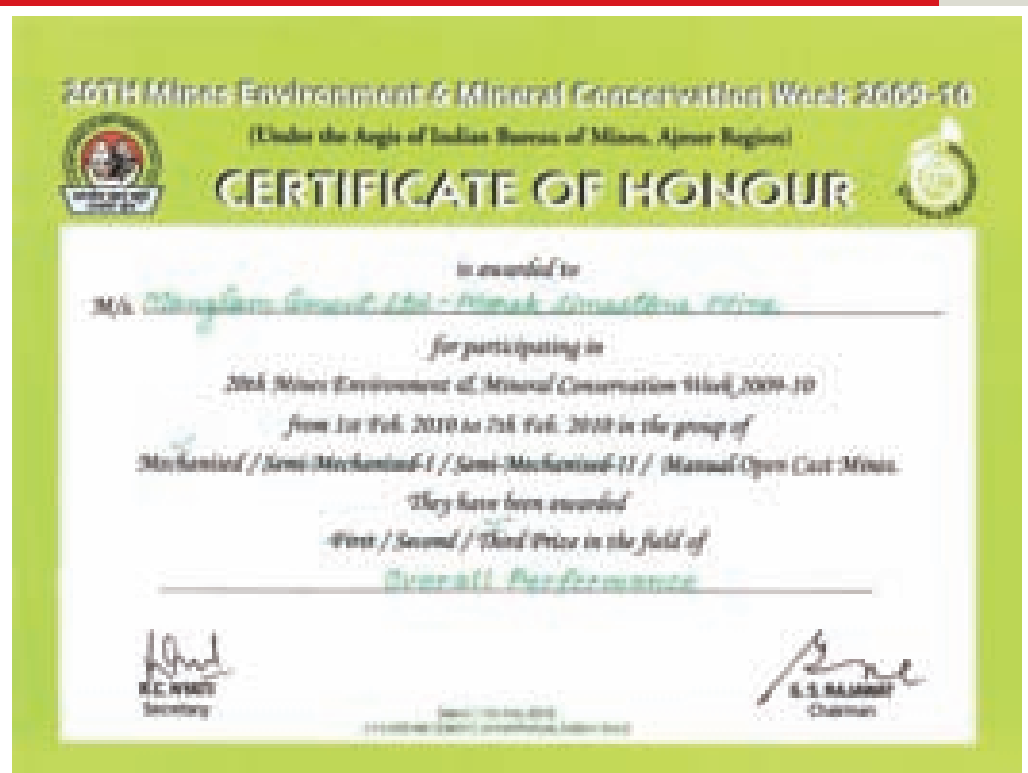 20TH Mines Environment & Mineral Conservation Week 2009-10
(Under the Aegis of Indian Bureau of Mines, Ajmer Region)
CERTIFICATE OF HONOUR
is awarded to
M/s. Manglam Cement Ltd - Morak Limestone Mine
for participating in
20th Mines Environment & Mineral Conservation Week 2009-10
from 1st Feb. 2010 to 7th Feb. 2010 in the group of
Mechanised / Semi-Mechanised-I / Semi-Mechanised-II / Manual Open Cast Mines.
They have been awarded
First / Second / Third Prize in the field of
Overall Performance
Secretary
G. S. RAJAWAT
Chairman